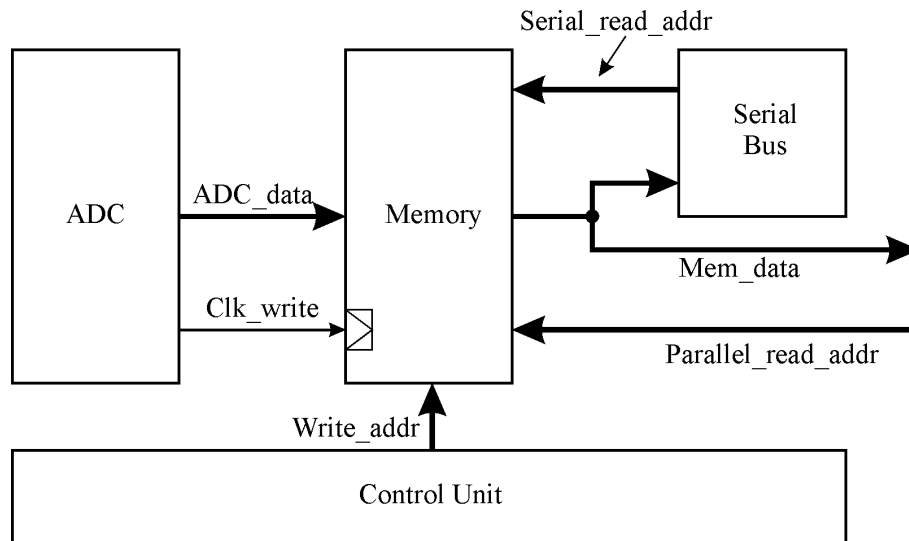 Serial_read_addr
Serial
Bus
ADC
ADC_data
Memory
Mem_data
Clk_write
Parallel_read_addr
Write_addr
Control Unit